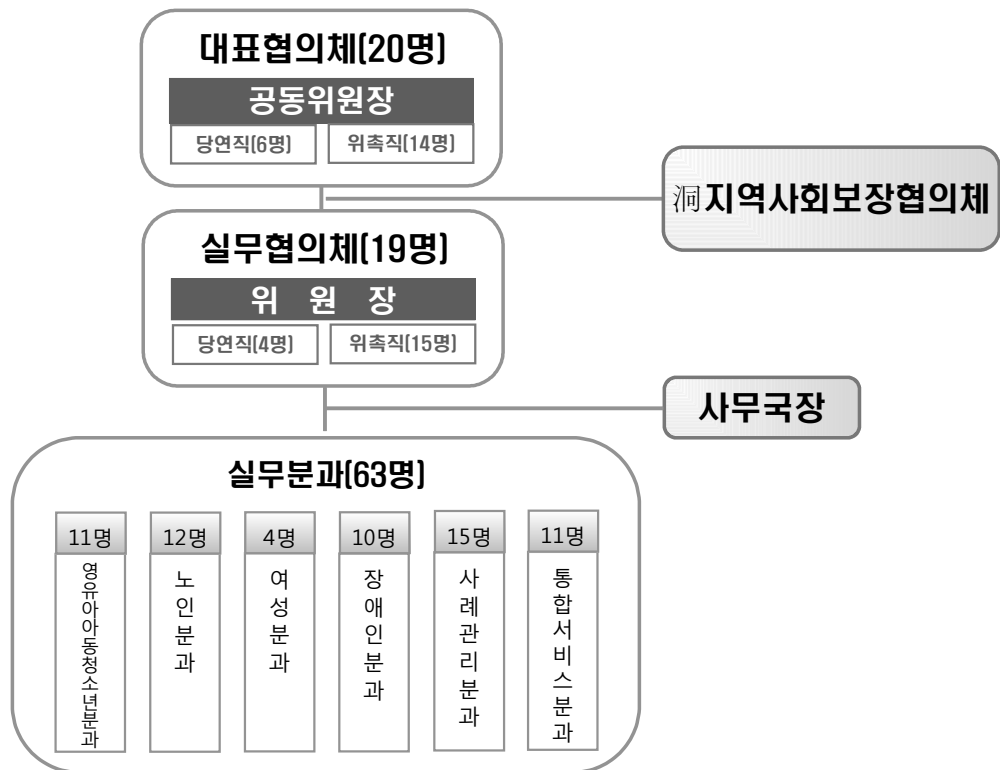 대표협의체(20명)
공동위원장
당연직(6명) 위촉직(14명)
洞지역사회보장협의체
실무협의체(19명)
위 원 장
당연직(4명) 위촉직(15명)
사무국장
실무분과(63명)
11명 12명 4명 10명 15명 11명
영유아아동청소년분과
노인분과
여성분과
장애인분과
사례관리분과
통합서비스분과